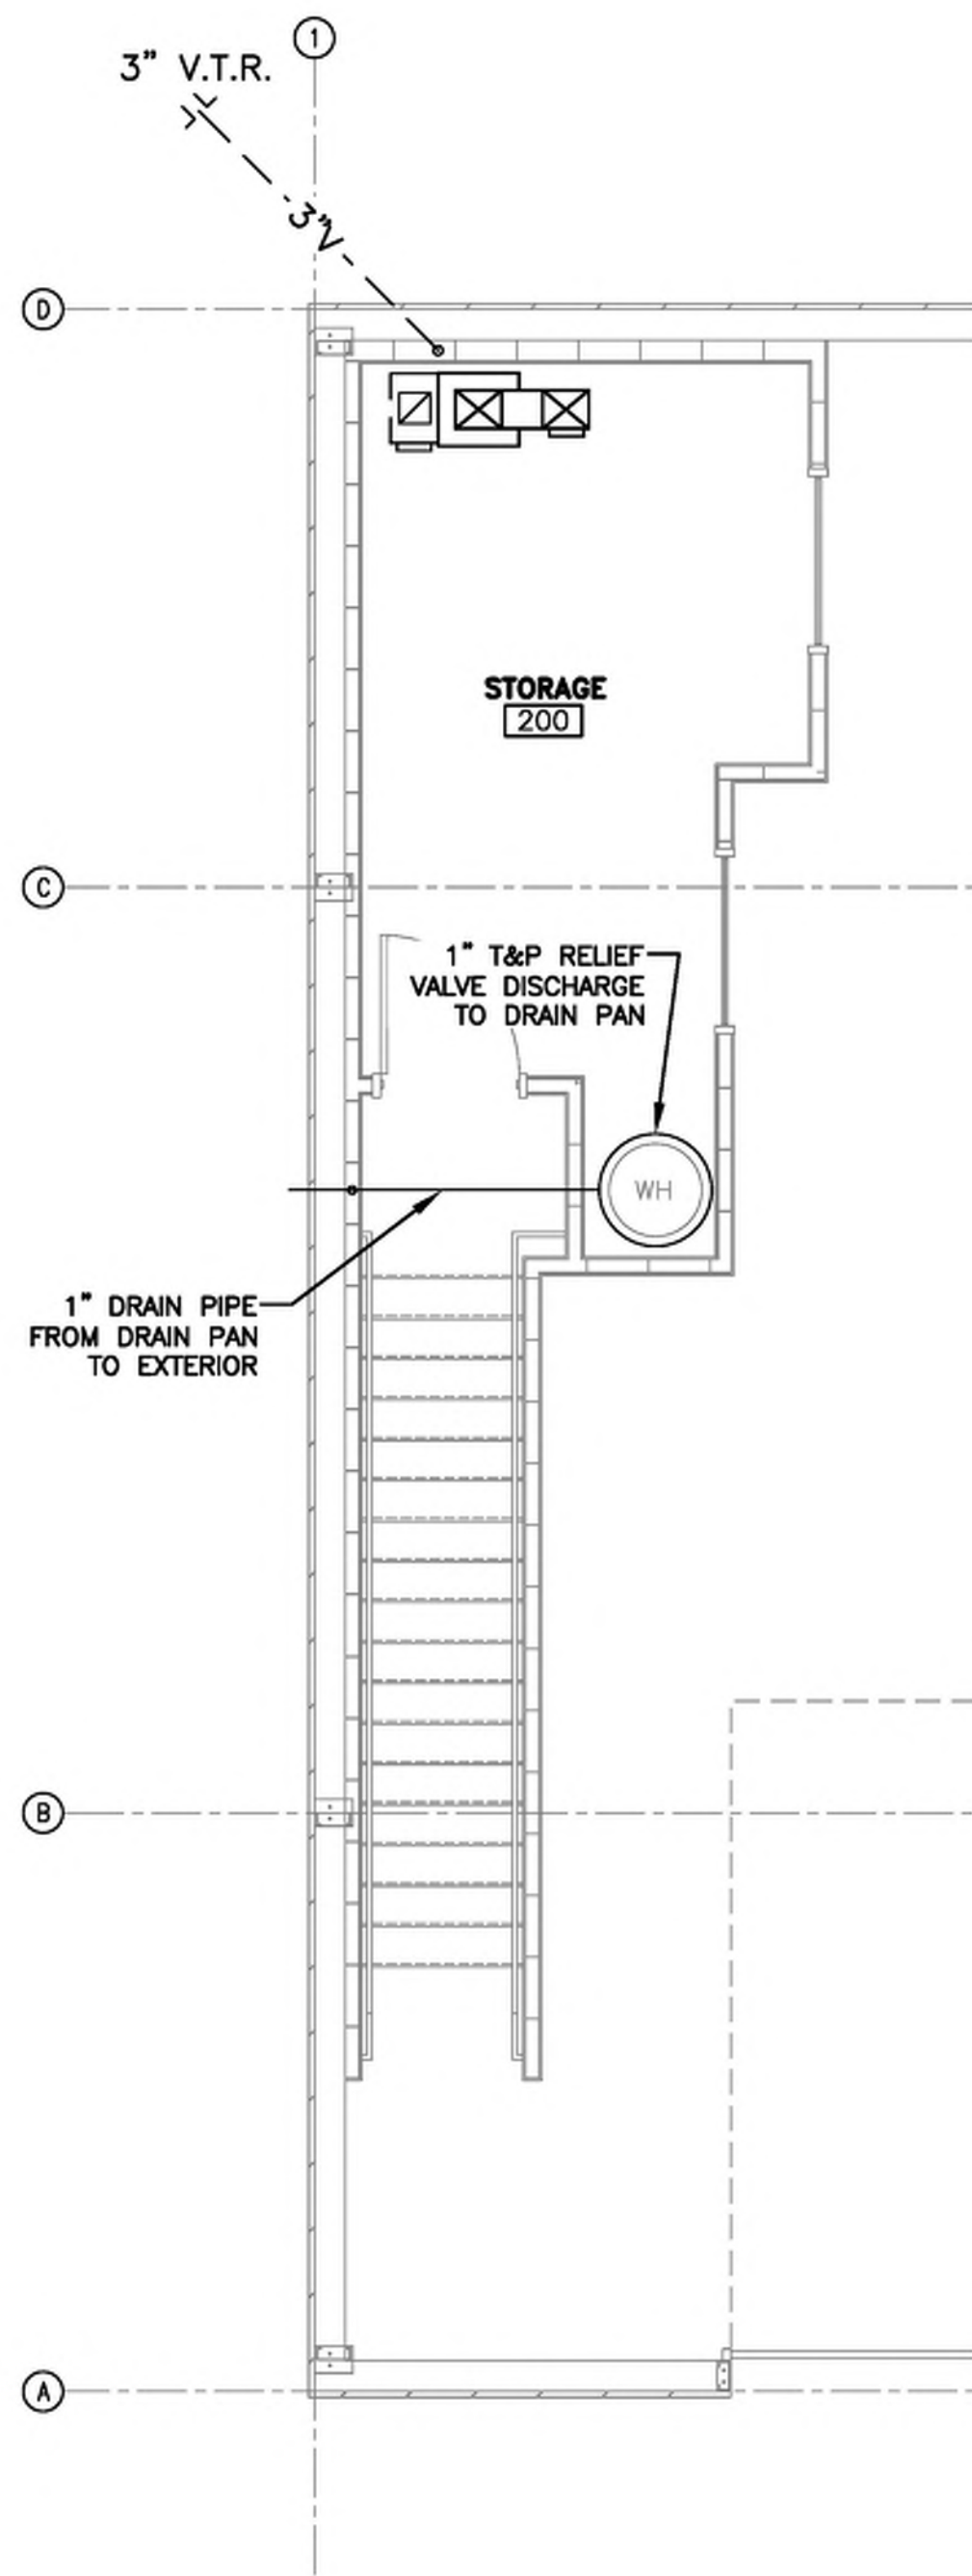 1
3" V.T.R.
3"V
D
STORAGE
200
C
1" T&P RELIEF
VALVE DISCHARGE
TO DRAIN PAN
WH
1" DRAIN PIPE
FROM DRAIN PAN
TO EXTERIOR
B
A